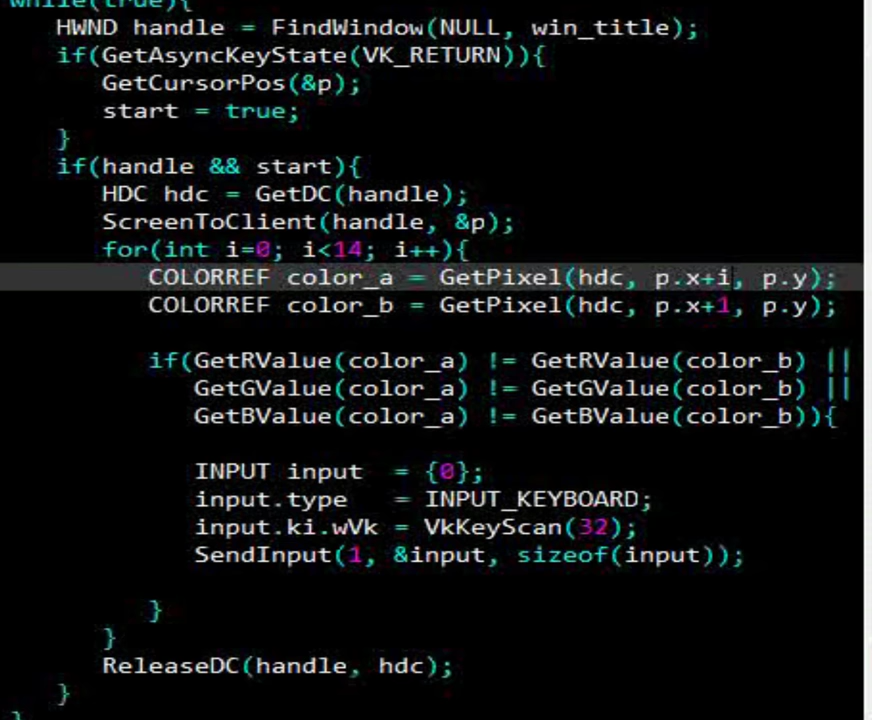 while(true){
HWND handle = FindWindow(NULL, win_title);
if(GetAsyncKeyState(VK_RETURN)){
GetCursorPos(&p);
start = true;
}
if(handle && start){
HDC hdc = GetDC(handle);
ScreenToClient(handle, &p);
for(int i=0; i<14; i++){
COLORREF color_a = GetPixel(hdc, p.x+i, p.y);
COLORREF color_b = GetPixel(hdc, p.x+1, p.y);
if(GetRValue(color_a) != GetRValue(color_b) ||
GetGValue(color_a) != GetGValue(color_b) ||
GetBValue(color_a) != GetBValue(color_b)){
INPUT input = {0};
input.type = INPUT_KEYBOARD;
input.ki.wVk = VkKeyScan(32);
SendInput(1, &input, sizeof(input));
}
}
ReleaseDC(handle, hdc);
}
}